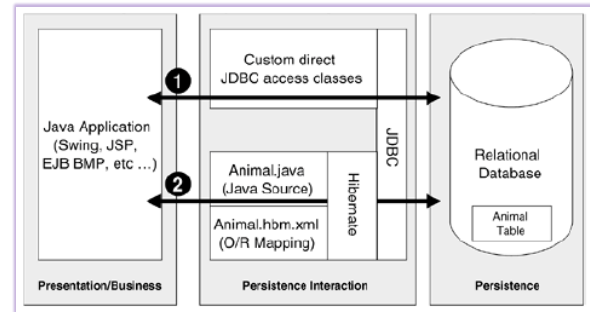 Custom direct
JDBC access classes
1
Java Application
(Swing, JSP,
EJB BMP, etc ...)
JDBC
Relational
Database
2
Animal.java
(Java Source)
Hibernate
Animal.hbm.xml
(O/R Mapping)
Animal
Table
Presentation/Business
Persistence Interaction
Persistence